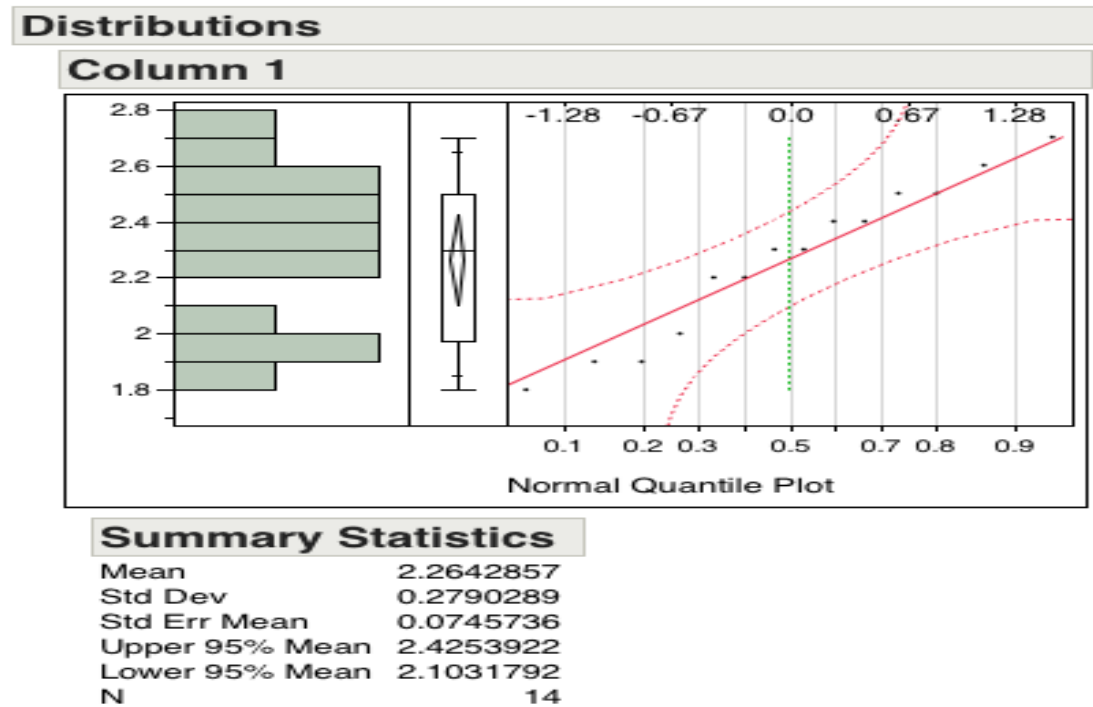 Distributions
Column 1
2.8
2.6
2.4
2.2
2
1.8
-1.28 -0.67 0.0 0.67 1.28
0.1 0.2 0.3 0.5 0.7 0.8 0.9
Normal Quantile Plot
Summary Statistics
Mean 2.2642857
Std Dev 0.2790289
Std Err Mean 0.0745736
Upper 95% Mean 2.4253922
Lower 95% Mean 2.1031792
N 14